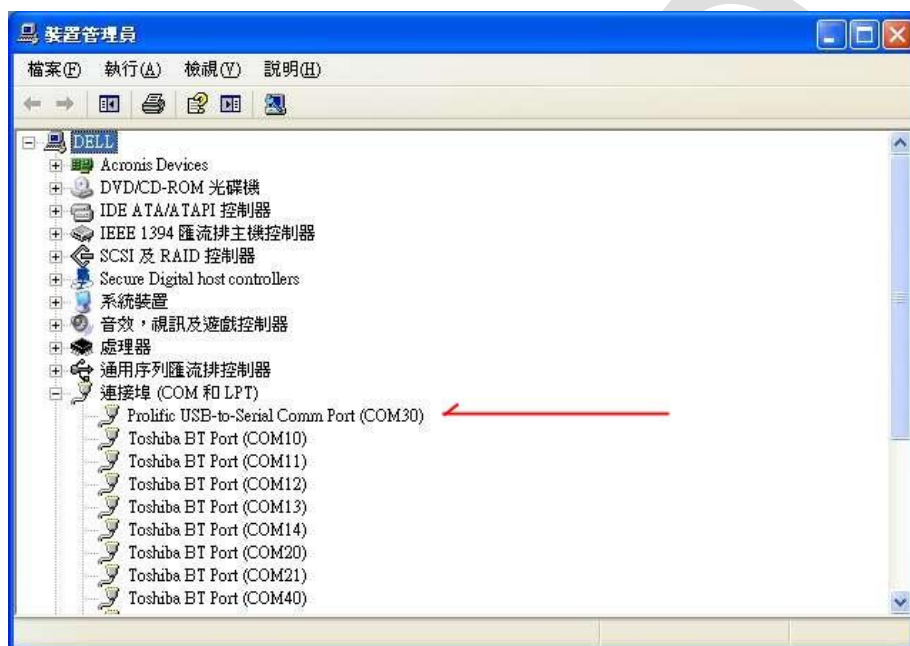 裝置管理員
檔案(F) 執行(A) 檢視(V) 說明(H)
DELL
Acronis Devices
DVD/CD-ROM 光碟機
IDE ATA/ATAPI 控制器
IEEE 1394 匯流排主機控制器
SCSI 及 RAID 控制器
Secure Digital host controllers
系統裝置
音效，視訊及遊戲控制器
處理器
通用序列匯流排控制器
連接埠 (COM 和 LPT)
Prolific USB-to-Serial Comm Port (COM30)
Toshiba BT Port (COM10)
Toshiba BT Port (COM11)
Toshiba BT Port (COM12)
Toshiba BT Port (COM13)
Toshiba BT Port (COM14)
Toshiba BT Port (COM20)
Toshiba BT Port (COM21)
Toshiba BT Port (COM40)